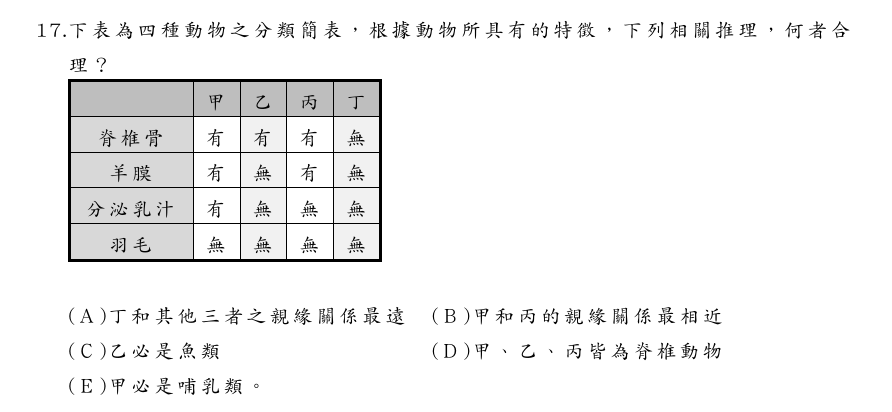 17.下表為四種動物之分類簡表，根據動物所具有的特徵，下列相關推理，何者合
理？
甲 乙 丙 丁
脊椎骨 有 有 有 無
羊膜 有 無 有 無
分泌乳汁 有 無 無 無
羽毛 無 無 無 無
(A)丁和其他三者之親緣關係最遠 (B)甲和丙的親緣關係最相近
(C)乙必是魚類 (D)甲、乙、丙皆為脊椎動物
(E)甲必是哺乳類。